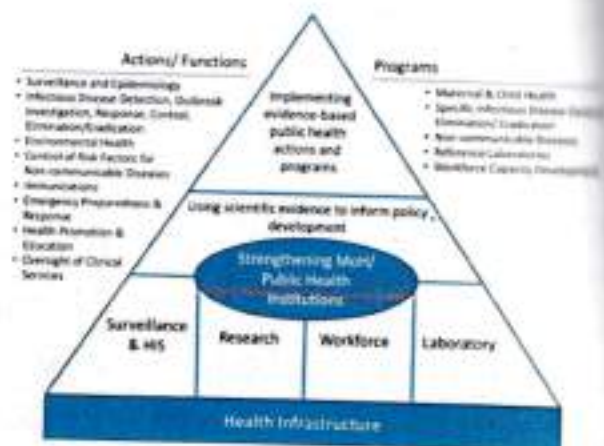 Actions/ Functions
• Surveillance and Epidemiology
• Infectious Disease Detection, Outbreak
Investigation, Response, Control,
Elimination/Eradication
• Environmental Health
• Control of Risk Factors for
Non-communicable Diseases
• Immunizations
• Emergency Preparedness &
Response
• Health Promotion &
Education
• Oversight of Clinical
Services
Programs
• Maternal & Child Health
• Specific Infectious Disease
Elimination/ Eradication
• Non-communicable Diseases
• Reference Laboratories
• Workforce Capacity Development
Implementing
evidence-based
public health
actions and
programs
Using scientific evidence to inform policy
development
Strengthening MoH/
Public Health
Institutions
Surveillance
& HIS
Research
Workforce
Laboratory
Health Infrastructure